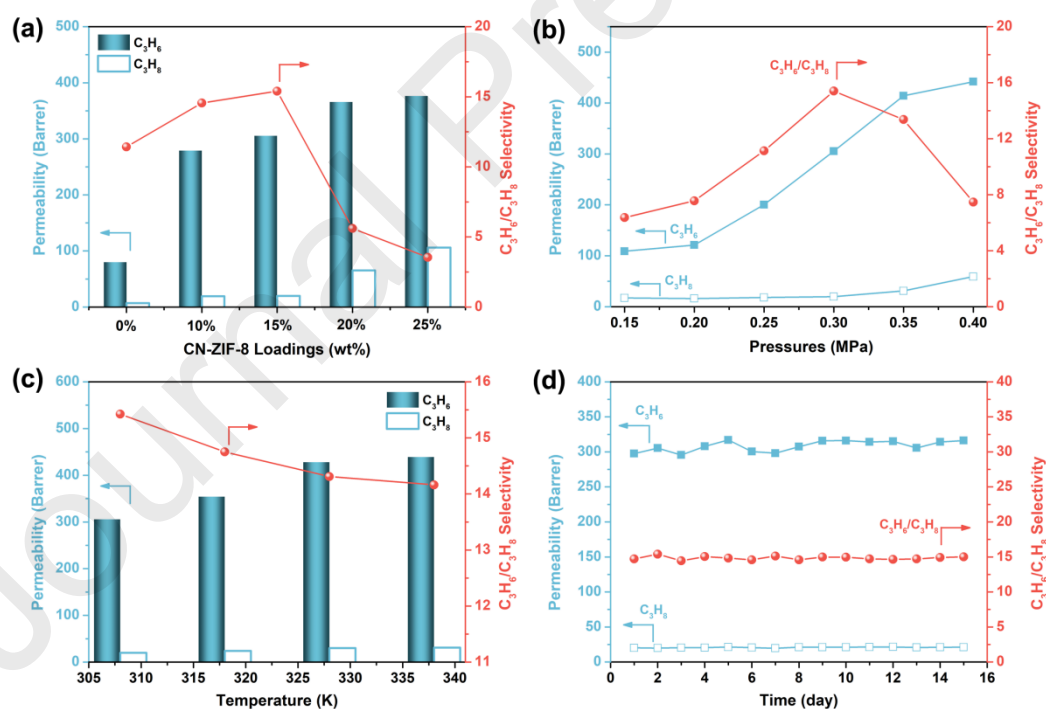 Journal Pre
(a)
500
400
300
200
100
0
Permeability (Barrer)
C₃H₆
C₃H₈
20
15
10
5
0
C₃H₆/C₃H₈ Selectivity
0% 10% 15% 20% 25%
CN-ZIF-8 Loadings (wt%)
(b)
500
400
300
200
100
0
Permeability (Barrer)
C₃H₆/C₃H₈
C₃H₆
C₃H₈
20
16
12
8
4
0
C₃H₆/C₃H₈ Selectivity
0.15 0.20 0.25 0.30 0.35 0.40
Pressures (MPa)
(c)
600
500
400
300
200
100
0
Permeability (Barrer)
C₃H₆
C₃H₈
16
15
14
13
12
11
C₃H₆/C₃H₈ Selectivity
305 310 315 320 325 330 335 340
Temperature (K)
(d)
400
350
300
250
200
150
100
50
0
Permeability (Barrer)
C₃H₆
C₃H₆/C₃H₈
C₃H₈
40
35
30
25
20
15
10
5
0
C₃H₆/C₃H₈ Selectivity
0 2 4 6 8 10 12 14 16
Time (day)